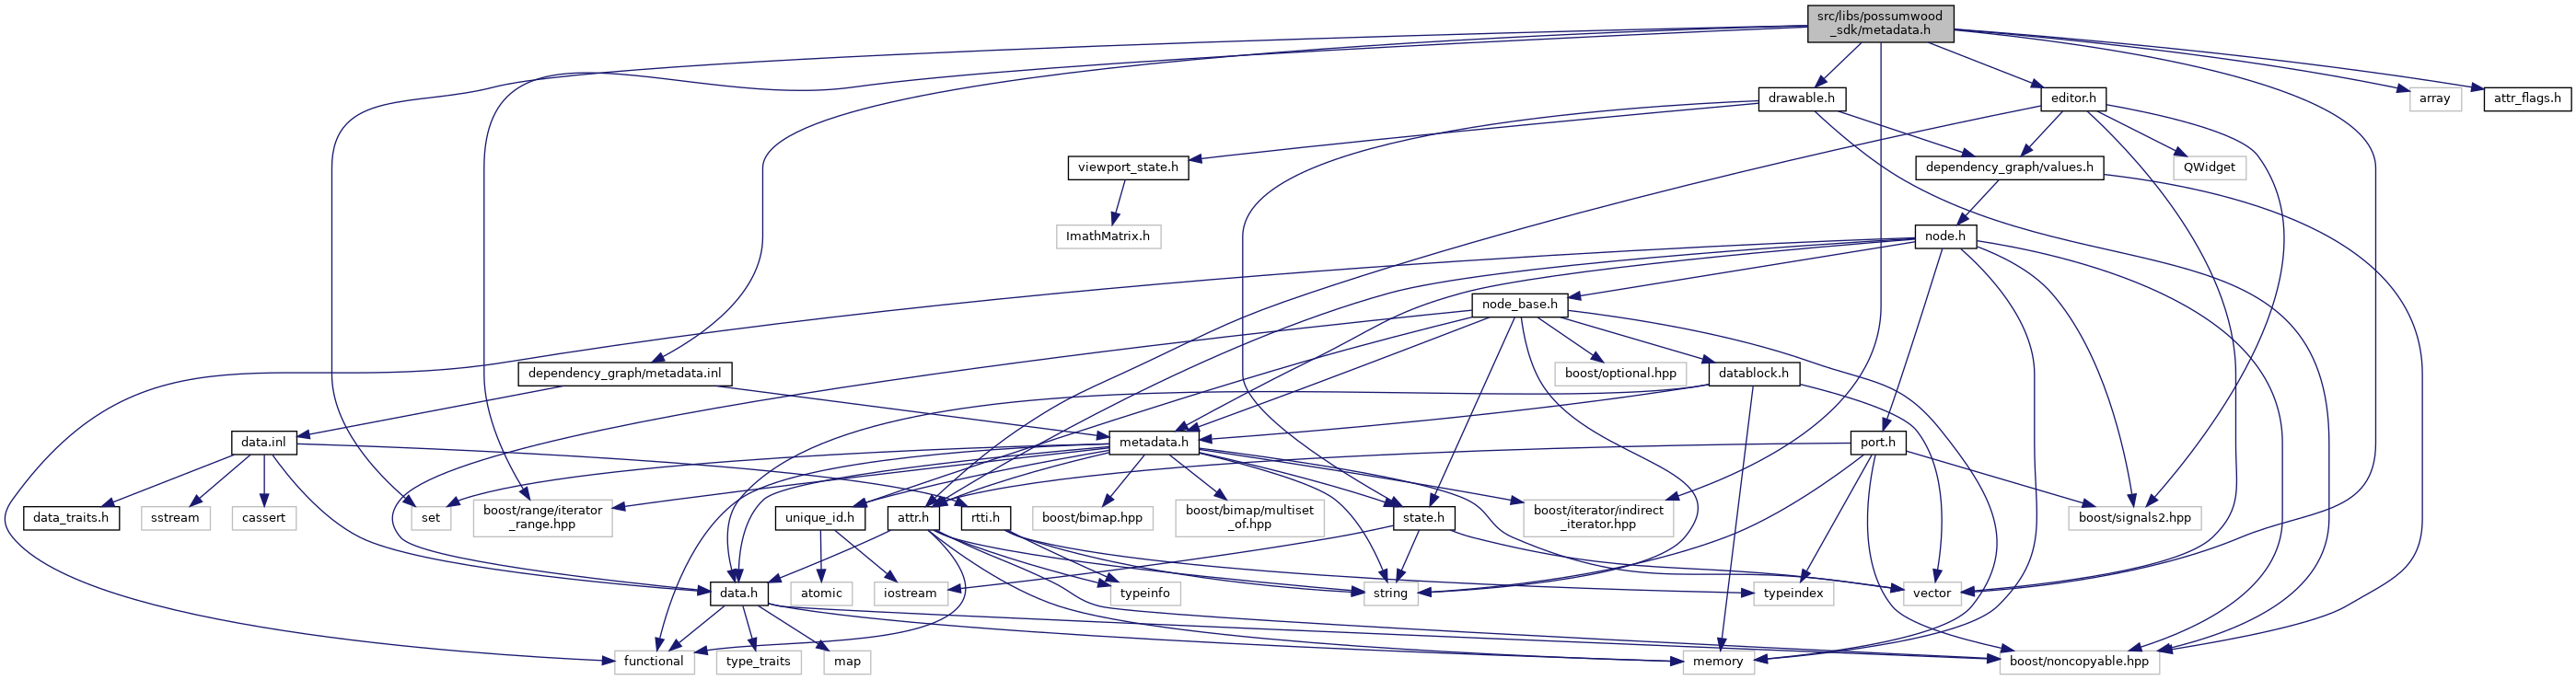 src/libs/possumwood
_sdk/metadata.h
drawable.h
editor.h
array
attr_flags.h
viewport_state.h
dependency_graph/values.h
QWidget
ImathMatrix.h
node.h
node_base.h
dependency_graph/metadata.inl
boost/optional.hpp
datablock.h
data.inl
metadata.h
port.h
data_traits.h
sstream
cassert
set
boost/range/iterator
_range.hpp
unique_id.h
attr.h
rtti.h
boost/bimap.hpp
boost/bimap/multiset
_of.hpp
state.h
boost/iterator/indirect
_iterator.hpp
boost/signals2.hpp
data.h
atomic
iostream
typeinfo
string
typeindex
vector
functional
type_traits
map
memory
boost/noncopyable.hpp